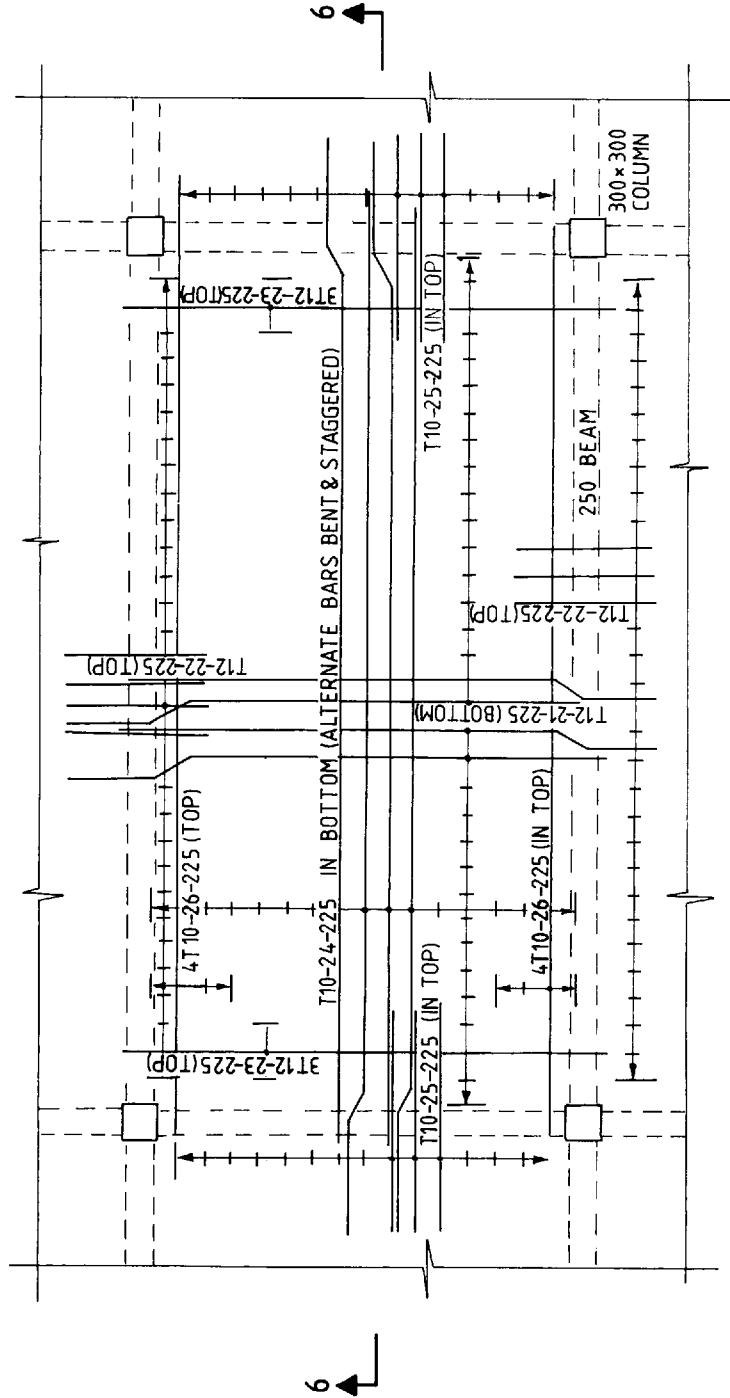 6
6
300×300
COLUMN
3T12-23-225(TOP)
T10-25-225 (IN TOP)
250 BEAM
T12-22-225(TOP)
T12-22-225(TOP)
T10-24-225 IN BOTTOM (ALTERNATE BARS BENT & STAGGERED)
T12-21-225 (BOTTOM)
4T10-26-225 (TOP)
4T10-26-225 (IN TOP)
T10-25-225 (IN TOP)
3T12-23-225(TOP)